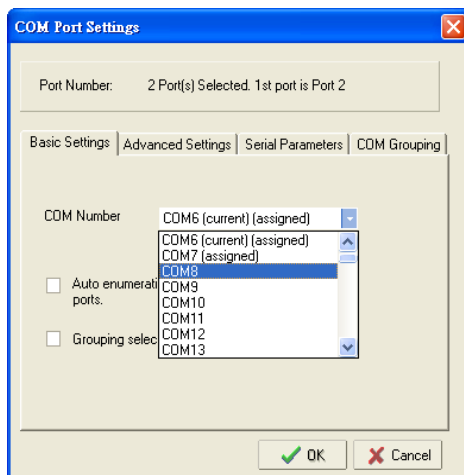 COM Port Settings
Port Number: 2 Port(s) Selected. 1st port is Port 2
Basic Settings Advanced Settings Serial Parameters COM Grouping
COM Number COM6 (current) (assigned)
COM6 (current) (assigned)
COM7 (assigned)
COM8
Auto COM9
ports. COM10
COM11
Grouping COM12
COM13
OK Cancel